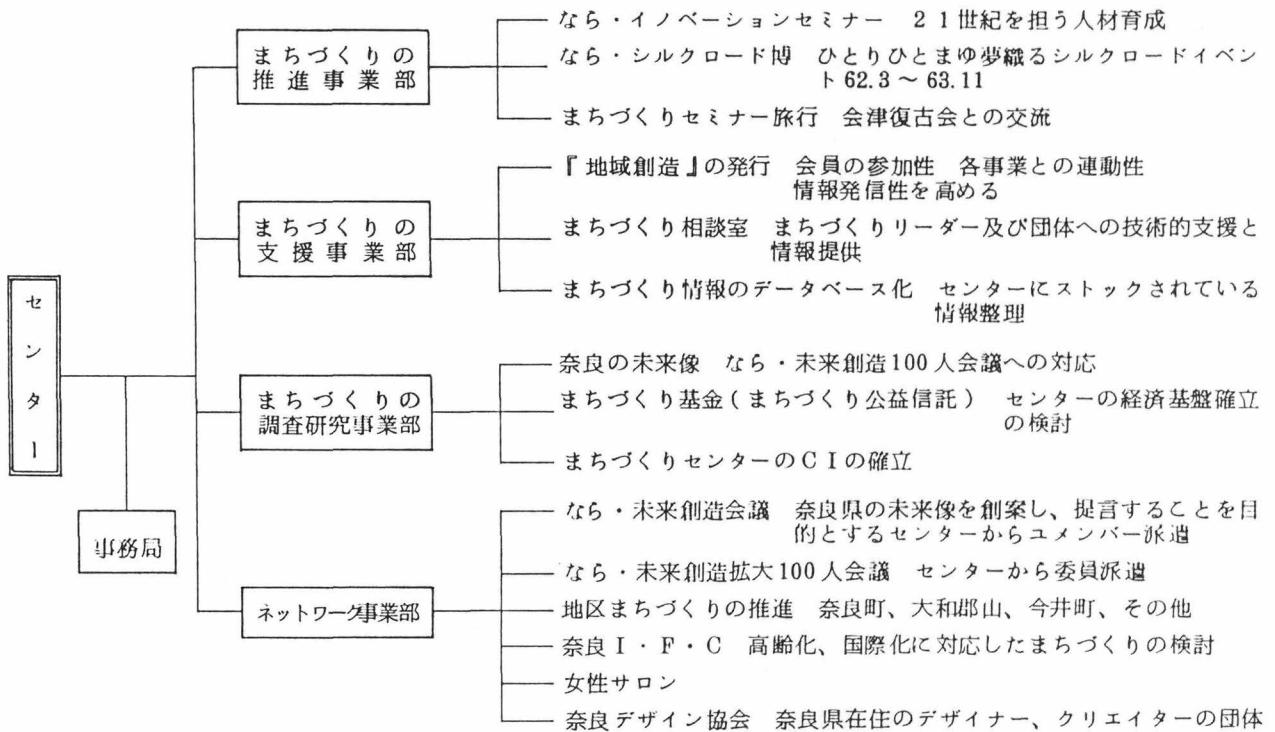 センター
事務局
まちづくりの
推進事業部
なら・イノベーションセミナー　21世紀を担う人材育成
なら・シルクロード博　ひとりひとまゆ夢織るシルクロードイベン
ト62.3～63.11
まちづくりセミナー旅行　会津復古会との交流
まちづくりの
支援事業部
『地域創造』の発行　会員の参加性　各事業との連動性
情報発信性を高める
まちづくり相談室　まちづくりリーダー及び団体への技術的支援と
情報提供
まちづくり情報のデータベース化　センターにストックされている
情報整理
まちづくりの
調査研究事業部
奈良の未来像　なら・未来創造100人会議への対応
まちづくり基金(まちづくり公益信託)　センターの経済基盤確立
の検討
まちづくりセンターのCIの確立
ネットワーク事業部
なら・未来創造会議　奈良県の未来像を創案し、提言することを目
的とするセンターからユメンバー派遣
なら・未来創造拡大100人会議　センターから委員派遣
地区まちづくりの推進　奈良町、大和郡山、今井町、その他
奈良I・F・C　高齢化、国際化に対応したまちづくりの検討
女性サロン
奈良デザイン協会　奈良県在住のデザイナー、クリエイターの団体